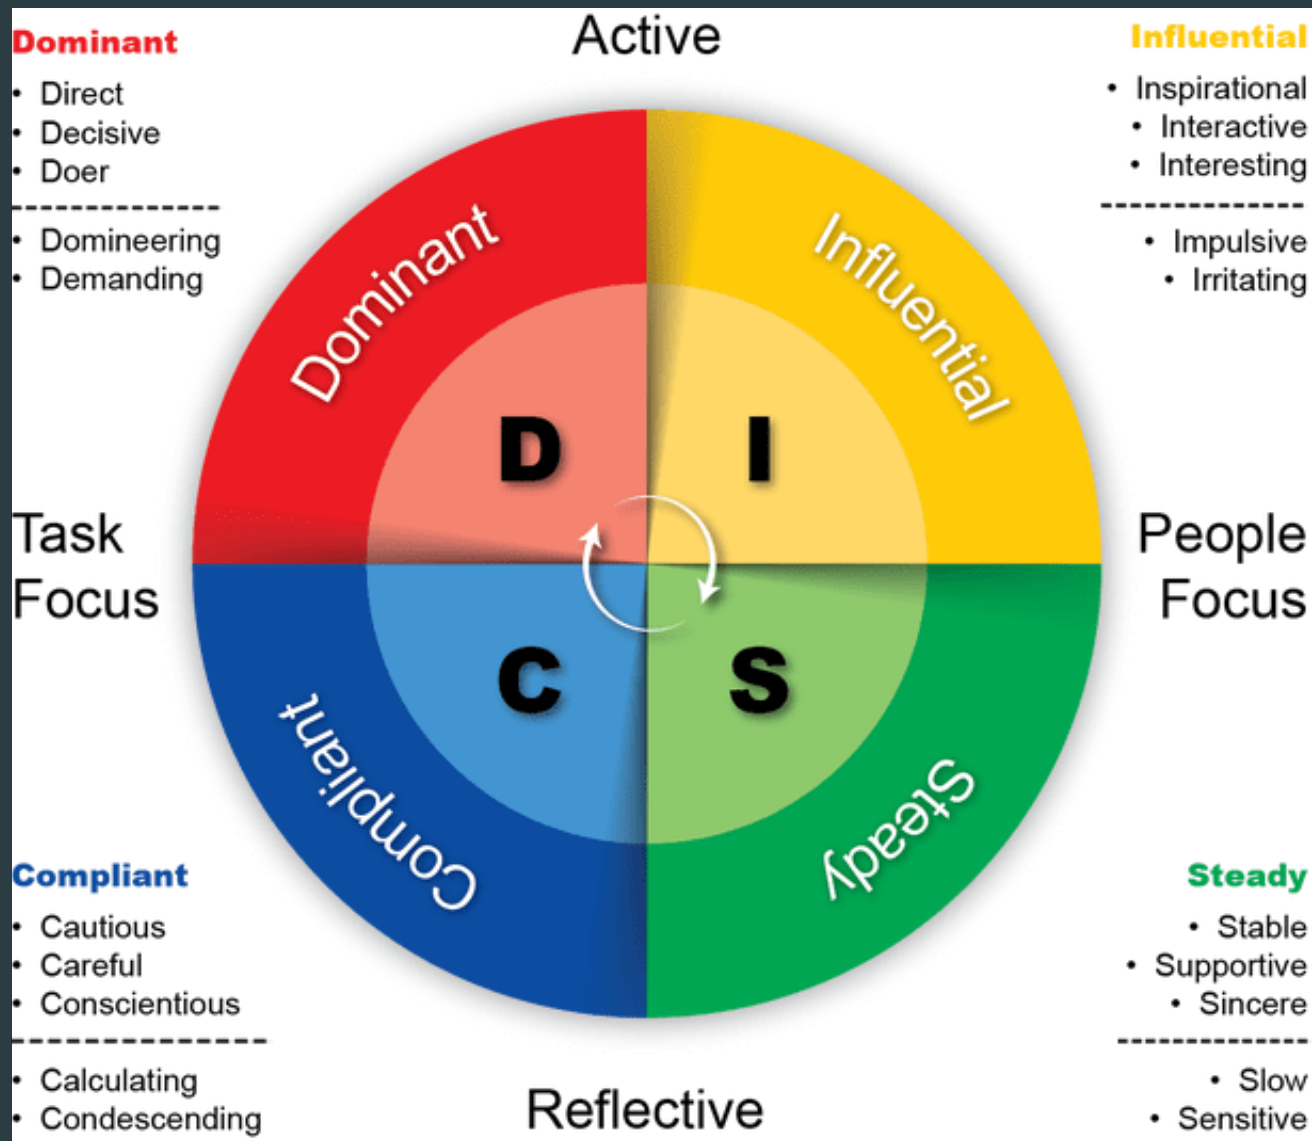 Active
Dominant
• Direct
• Decisive
• Doer
• Domineering
• Demanding
Influential
• Inspirational
• Interactive
• Interesting
• Impulsive
• Irritating
Dominant
Influential
D
I
Task
Focus
People
Focus
C
S
Compliant
Steady
Compliant
• Cautious
• Careful
• Conscientious
• Calculating
• Condescending
Steady
• Stable
• Supportive
• Sincere
• Slow
• Sensitive
Reflective